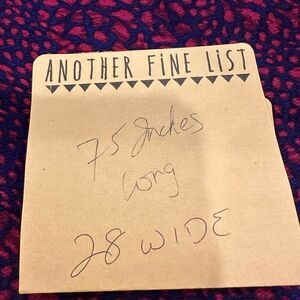 ANOTHER FiNE LiST
75 Inches
Long
28 WIDE